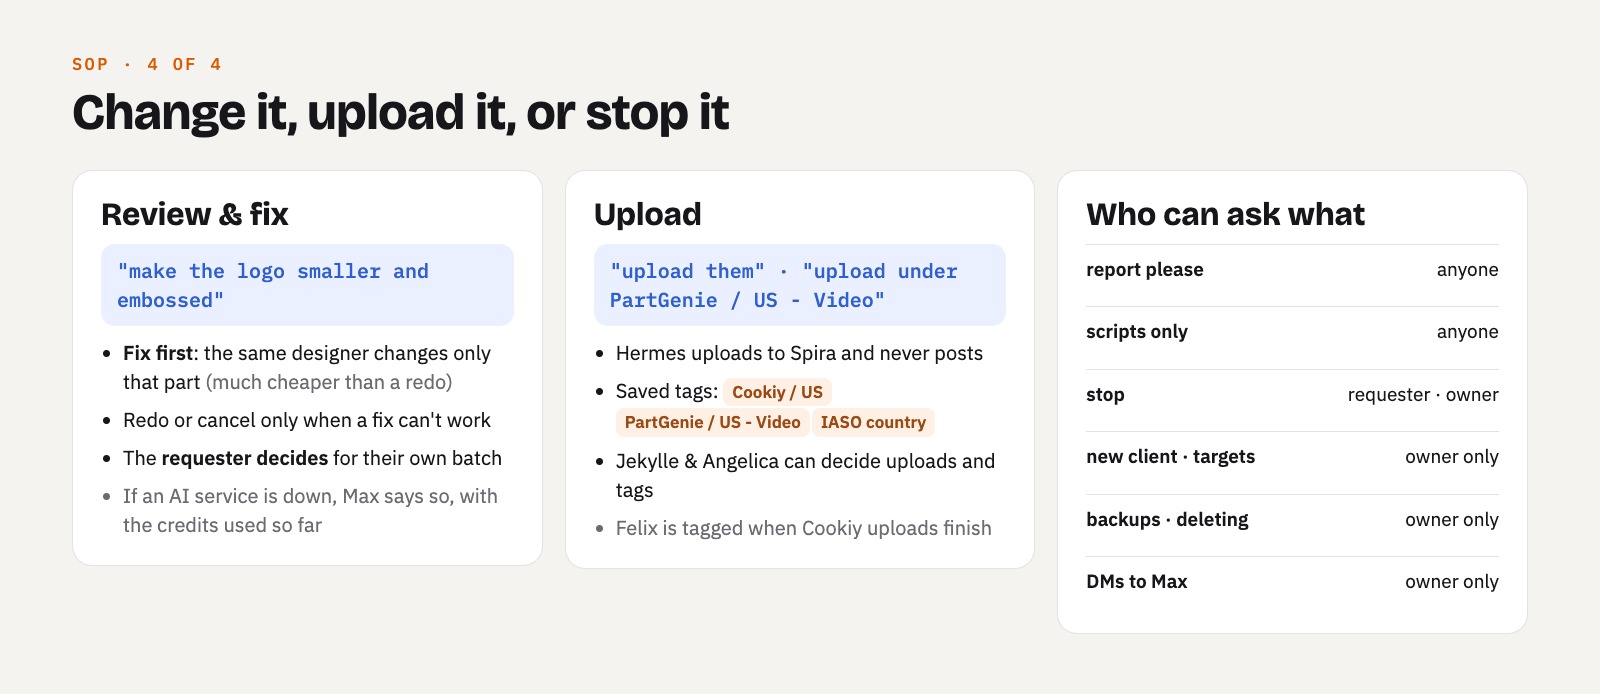 SOP · 4 OF 4
Change it, upload it, or stop it
Review & fix
"make the logo smaller and
embossed"
• Fix first: the same designer changes only
that part (much cheaper than a redo)
• Redo or cancel only when a fix can't work
• The requester decides for their own batch
• If an AI service is down, Max says so, with
the credits used so far
Upload
"upload them" · "upload under
PartGenie / US - Video"
• Hermes uploads to Spira and never posts
• Saved tags: Cookiy / US
PartGenie / US - Video IASO country
• Jekylle & Angelica can decide uploads and
tags
• Felix is tagged when Cookiy uploads finish
Who can ask what
report please anyone
scripts only anyone
stop requester · owner
new client · targets owner only
backups · deleting owner only
DMs to Max owner only